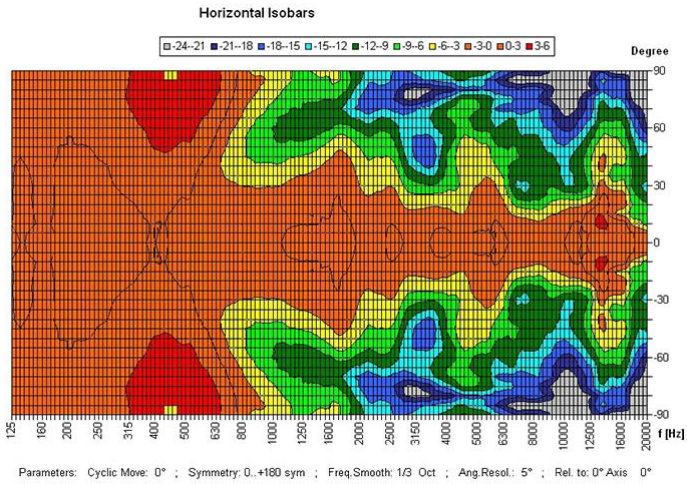 Horizontal Isobars
-24--21 -21--18 -18--15 -15--12 -12--9 -9--6 -6--3 -3-0 0-3 3-6
Degree
90
60
30
0
-30
-60
-90
125 160 200 250 315 400 500 630 800 1000 1250 1600 2000 2500 3150 4000 5000 6300 8000 10000 12500 16000 20000 f [Hz]
Parameters: Cyclic Move: 0° ; Symmetry: 0..+180 sym ; Freq.Smooth: 1/3 Oct ; Ang.Resol.: 5° ; Rel. to: 0° Axis 0°